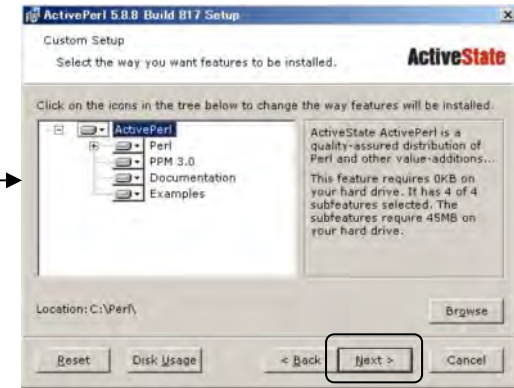 ActivePerl 5.8.8 Build 817 Setup
Custom Setup
Select the way you want features to be installed.
ActiveState
Click on the icons in the tree below to change the way features will be installed.
ActivePerl
Perl
PPM 3.0
Documentation
Examples
ActiveState ActivePerl is a
quality-assured distribution of
Perl and other value-additions...
This feature requires 0KB on
your hard drive. It has 4 of 4
subfeatures selected. The
subfeatures require 45MB on
your hard drive.
Location: C:\Perl\
Browse
Reset
Disk Usage
< Back
Next >
Cancel